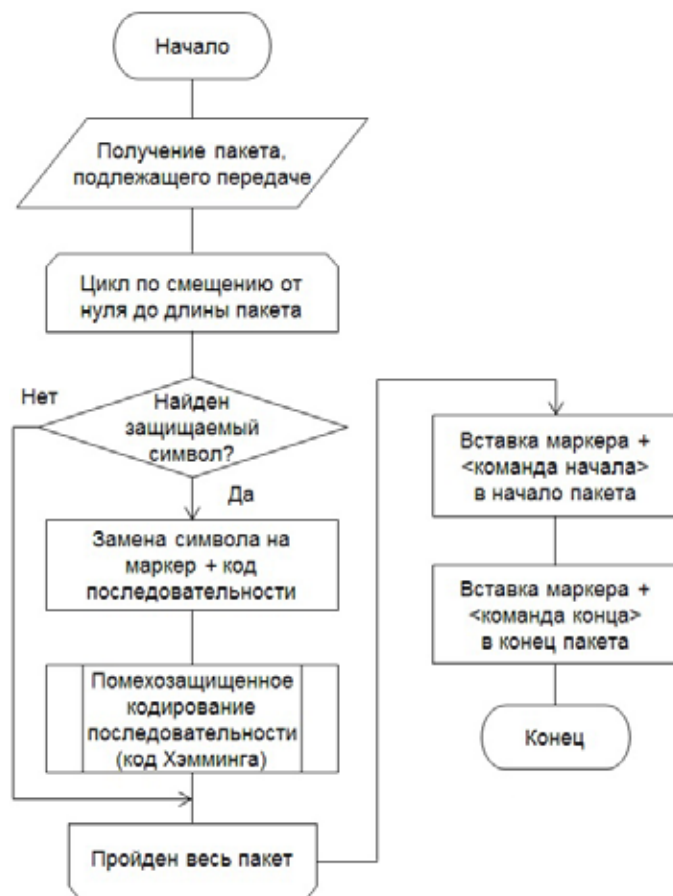 Начало
Получение пакета,
подлежащего передаче
Цикл по смещению от
нуля до длины пакета
Нет
Найден
защищаемый
символ?
Да
Замена символа на
маркер + код
последовательности
Помехозащищенное
кодирование
последовательности
(код Хэмминга)
Пройден весь пакет
Вставка маркера +
<команда начала>
в начало пакета
Вставка маркера +
<команда конца>
в конец пакета
Конец